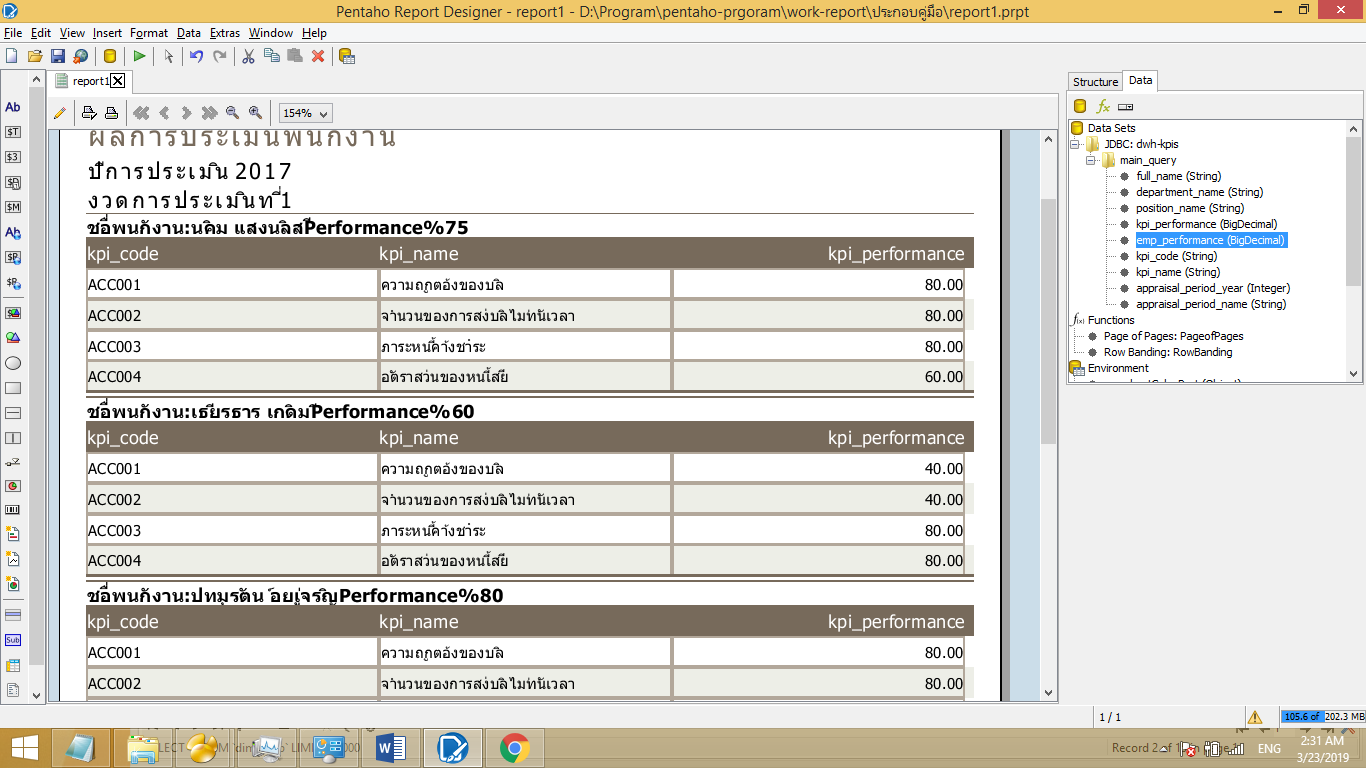 Pentaho Report Designer - report1 - D:\Program\pentaho-prgoram\work-report\ประกอบคู่มือ\report1.prpt
File Edit View Insert Format Data Extras Window Help
report1
154%
ผลการประเมินพนักงาน
ปีการประเมิน 2017
งวดการประเมินที่ 1
ชื่อพนักงาน:นคิม แสงนลิสีPerformance%75
kpi_code kpi_name kpi_performance
ACC001 ความถูกต้องของบิล 80.00
ACC002 จำนวนของการส่งบิลไม่ทันเวลา 80.00
ACC003 ภาระหนี้ค้างชำระ 80.00
ACC004 อัตราส่วนของหนี้เสีย 60.00
ชื่อพนักงาน:เธียรธาร Performance%60
kpi_code kpi_name kpi_performance
ACC001 ความถูกต้องของบิล 40.00
ACC002 จำนวนของการส่งบิลไม่ทันเวลา 40.00
ACC003 ภาระหนี้ค้างชำระ 80.00
ACC004 อัตราส่วนของหนี้เสีย 80.00
ชื่อพนักงาน:ปทุมรัตน์ อยู่เจริญPerformance%80
kpi_code kpi_name kpi_performance
ACC001 ความถูกต้องของบิล 80.00
ACC002 จำนวนของการส่งบิลไม่ทันเวลา 80.00
Structure Data
Data Sets
JDBC: dwh-kpis
main_query
full_name (String)
department_name (String)
position_name (String)
kpi_performance (BigDecimal)
emp_performance (BigDecimal)
kpi_code (String)
kpi_name (String)
appraisal_period_year (Integer)
appraisal_period_name (String)
Functions
Page of Pages: PageofPages
Row Banding: RowBanding
Environment
Ab
Sub
1 / 1
105.6 of 202.3 MB
ENG
2:31 AM
3/23/2019